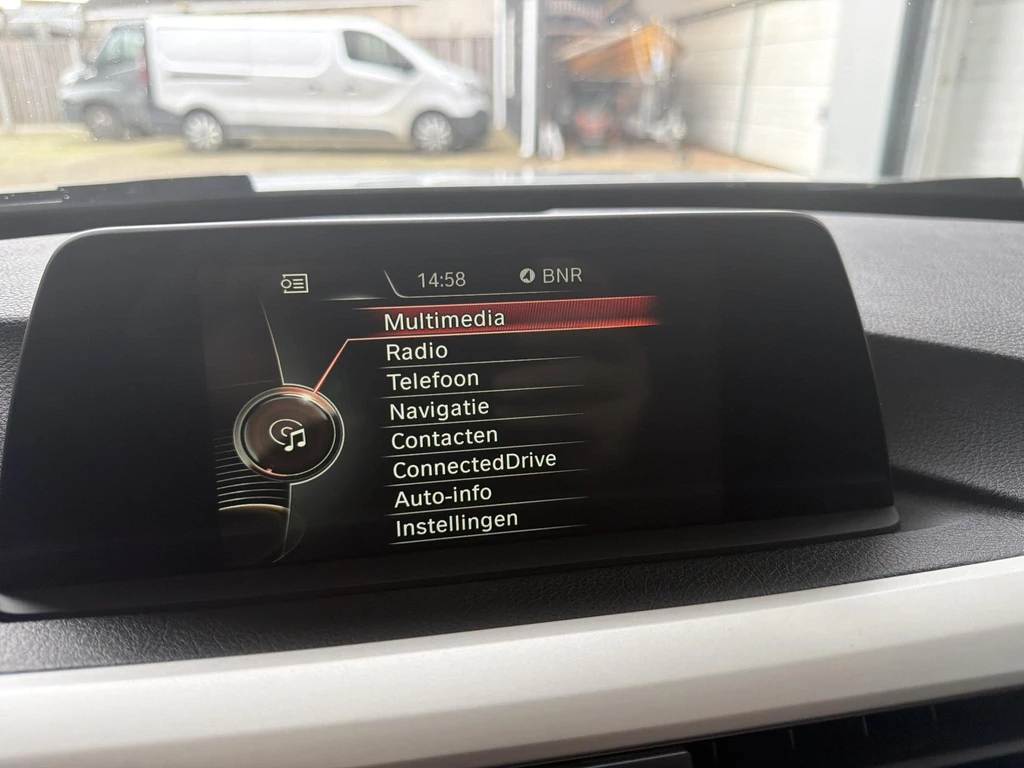 14:58 BNR
Multimedia
Radio
Telefoon
Navigatie
Contacten
ConnectedDrive
Auto-info
Instellingen